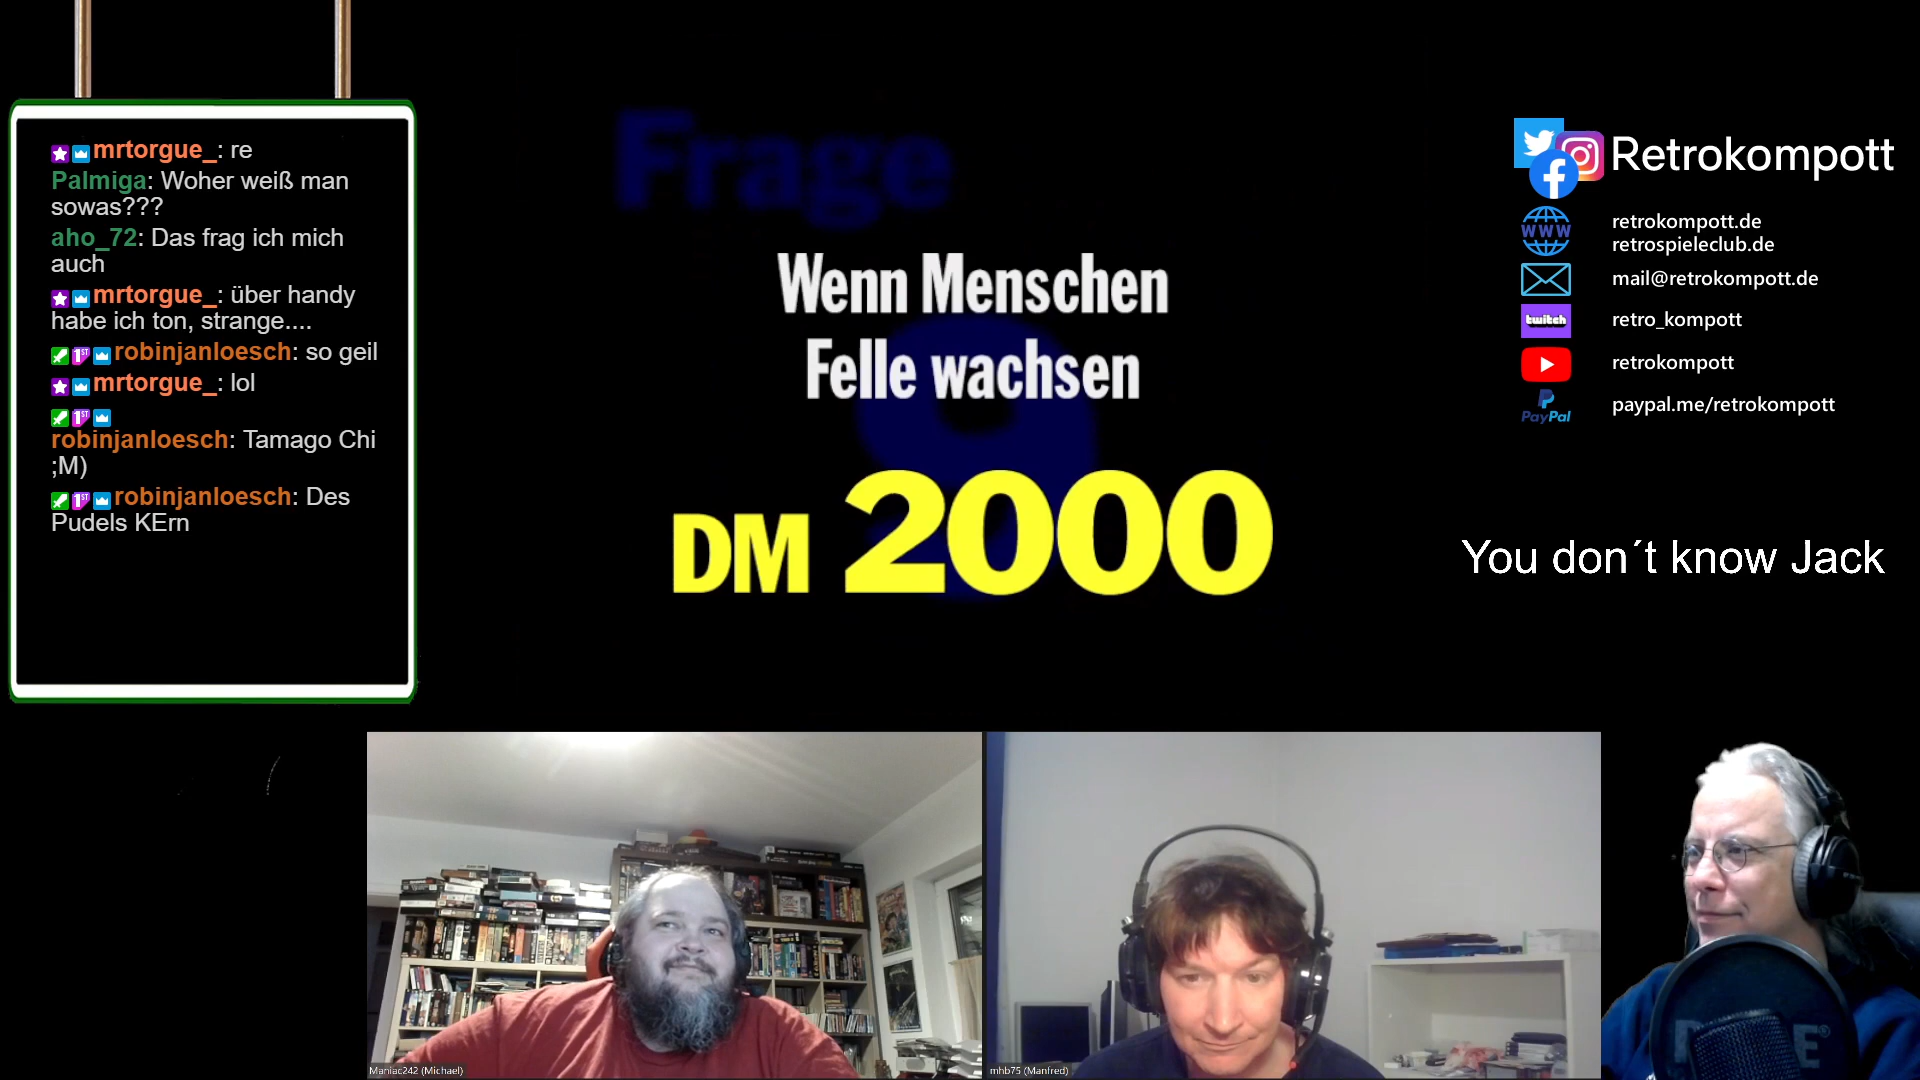 mrtorgue_: re
Palmiga: Woher weiß man
sowas???
aho_72: Das frag ich mich
auch
mrtorgue_: über handy
habe ich ton, strange....
robinjanloesch: so geil
mrtorgue_: lol
robinjanloesch: Tamago Chi
;M)
robinjanloesch: Des
Pudels KErn
Frage
9
Wenn Menschen
Felle wachsen
DM 2000
Retrokompott
WWW
retrokompott.de
retrospieleclub.de
mail@retrokompott.de
twitch
retro_kompott
retrokompott
PayPal
paypal.me/retrokompott
You don´t know Jack
Maniac242 (Michael)
mhb75 (Manfred)